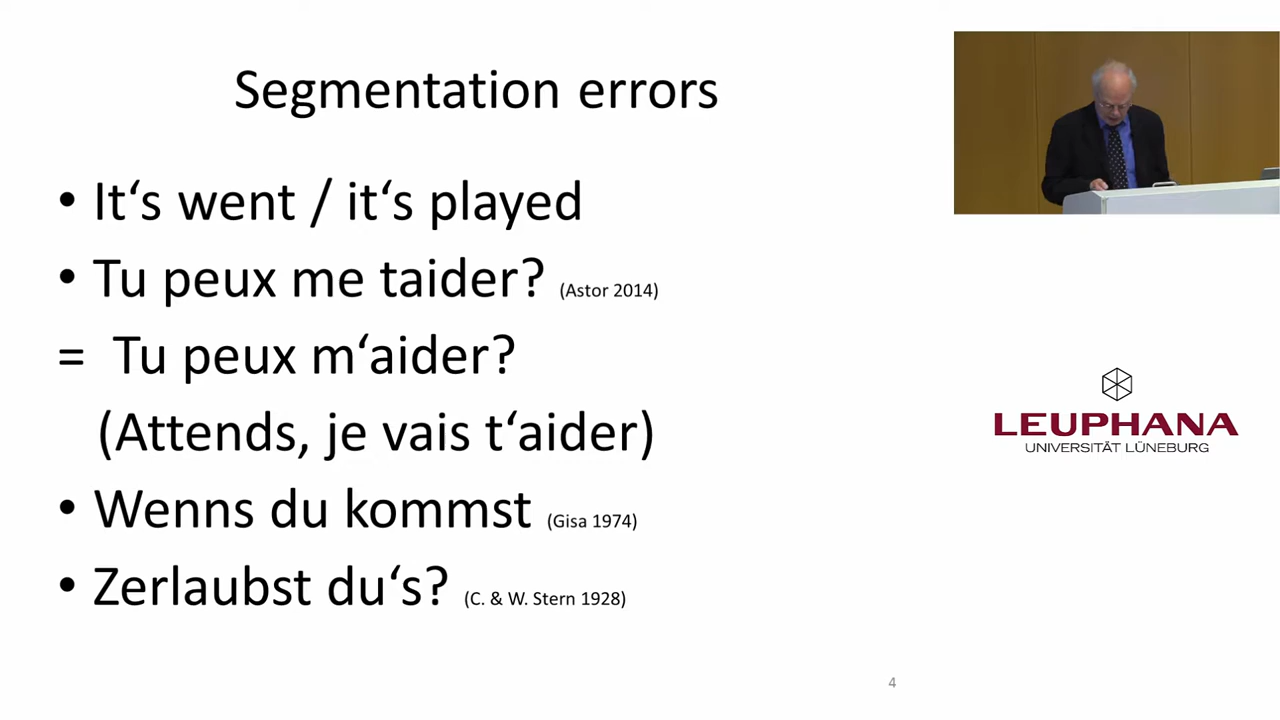 Segmentation errors
• It‘s went / it‘s played
• Tu peux me taider? (Astor 2014)
= Tu peux m‘aider?
(Attends, je vais t‘aider)
• Wenns du kommst (Gisa 1974)
• Zerlaubst du‘s? (C. & W. Stern 1928)
4
LEUPHANA
UNIVERSITÄT LÜNEBURG